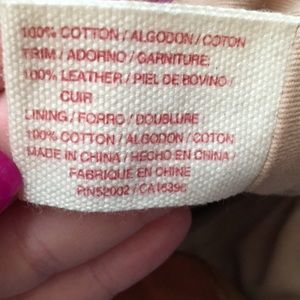 100% COTTON / ALGODON / COTON
TRIM / ADORNO / GARNITURE:
100% LEATHER / PIEL DE BOVINO /
CUIR
LINING / FORRO / DOUBLURE
100% COTTON / ALGODON / COTON
MADE IN CHINA / HECHO EN CHINA /
FABRIQUE EN CHINE
RN52002 / CA16396